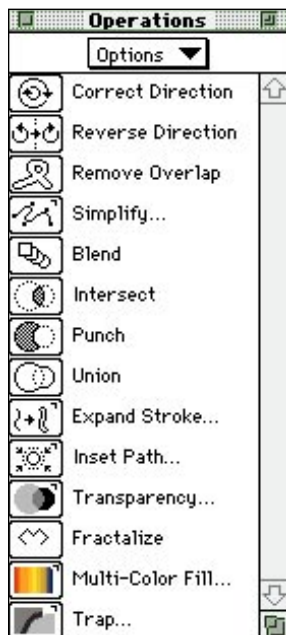 Operations
Options
Correct Direction
Reverse Direction
Remove Overlap
Simplify...
Blend
Intersect
Punch
Union
Expand Stroke...
Inset Path...
Transparency...
Fractalize
Multi-Color Fill...
Trap...